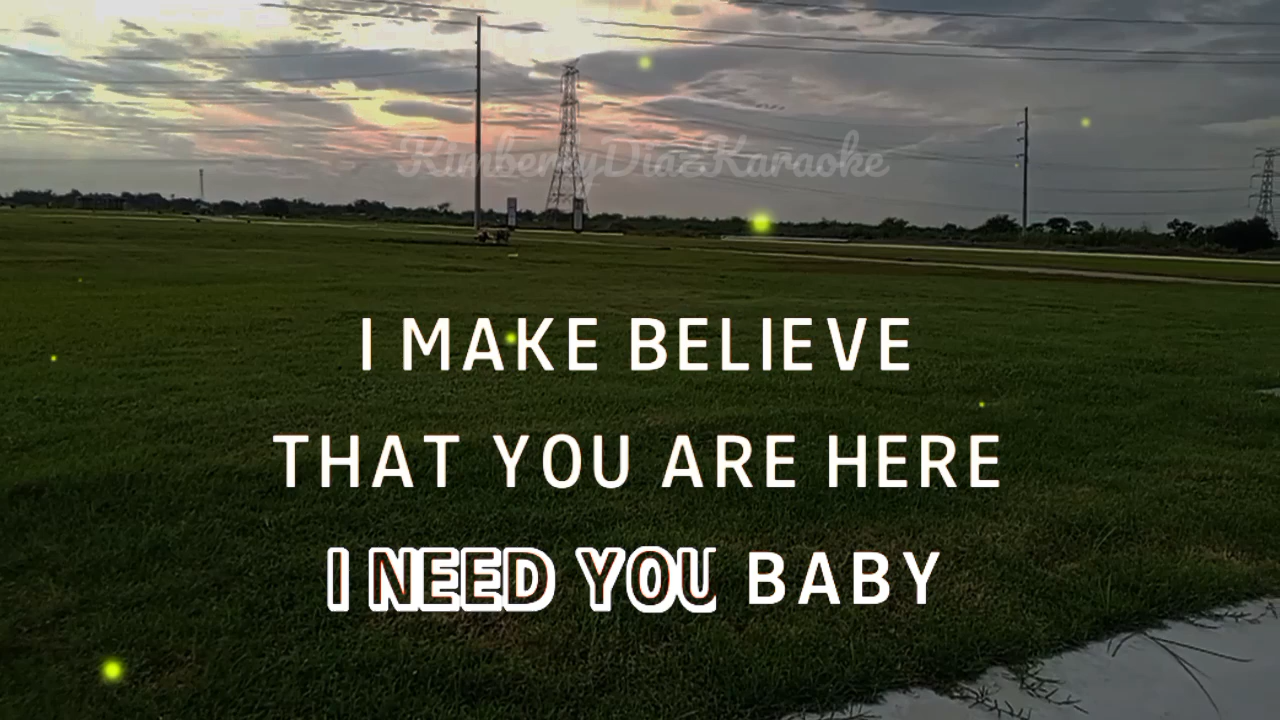 KimberlyDiazKaraoke
I MAKE BELIEVE
THAT YOU ARE HERE
I NEED YOU BABY